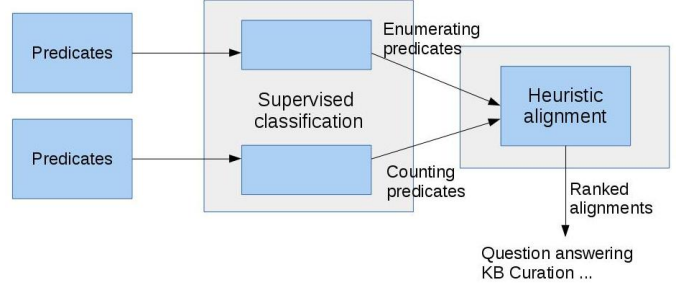 Predicates
Predicates
Supervised
classification
Enumerating
predicates
Counting
predicates
Heuristic
alignment
Ranked
alignments
Question answering
KB Curation ...